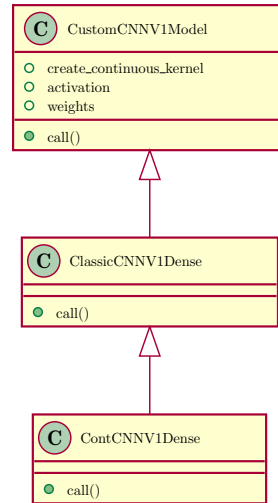 C CustomCNNV1Model
create_continuous_kernel
activation
weights
call()
C ClassicCNNV1Dense
call()
C ContCNNV1Dense
call()